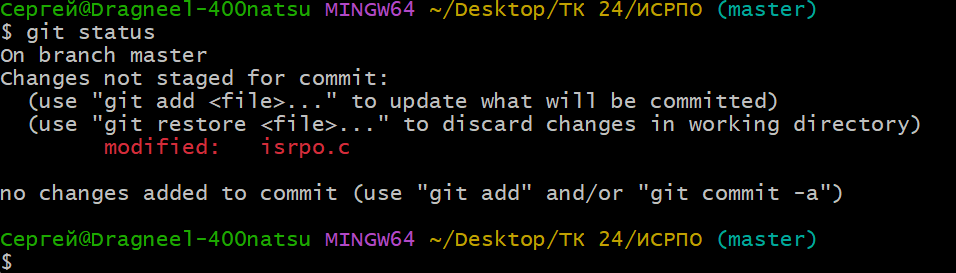 Сергей@Dragneel-400natsu MINGW64 ~/Desktop/ТК 24/ИСРПО (master)
$ git status
On branch master
Changes not staged for commit:
  (use "git add <file>..." to update what will be committed)
  (use "git restore <file>..." to discard changes in working directory)
        modified:   isrpo.c

no changes added to commit (use "git add" and/or "git commit -a")

Сергей@Dragneel-400natsu MINGW64 ~/Desktop/ТК 24/ИСРПО (master)
$